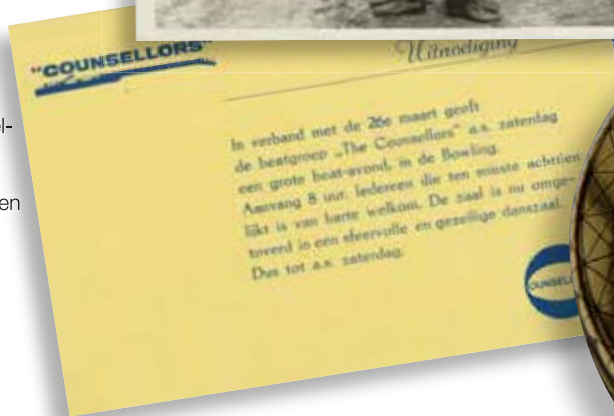 el-
en
"COUNSELLORS"
Uitnodiging
In verband met de 26e maart geeft
de beatgroep „The Counsellors” a.s. zaterdag
een grote beat-avond, in de Bowling.
Aanvang 8 uur. Iedereen die ten minste achttien
lijkt is van harte welkom. De zaal is nu omge-
toverd in een sfeervolle en gezellige danszaal.
Dus tot a.s. zaterdag.